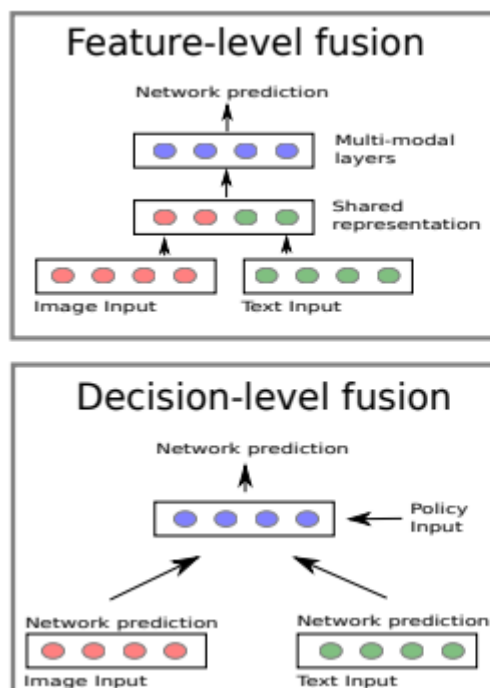 Feature-level fusion
Network prediction
Multi-modal
layers
Shared
representation
Image Input
Text Input
Decision-level fusion
Network prediction
Policy
Input
Network prediction
Network prediction
Image Input
Text Input